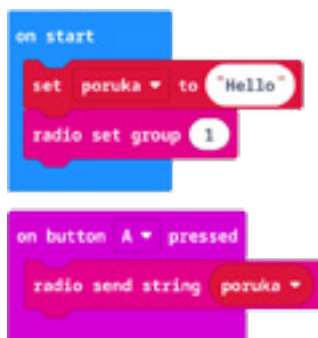 on start
set poruka to "Hello"
radio set group 1
on button A pressed
radio send string poruka